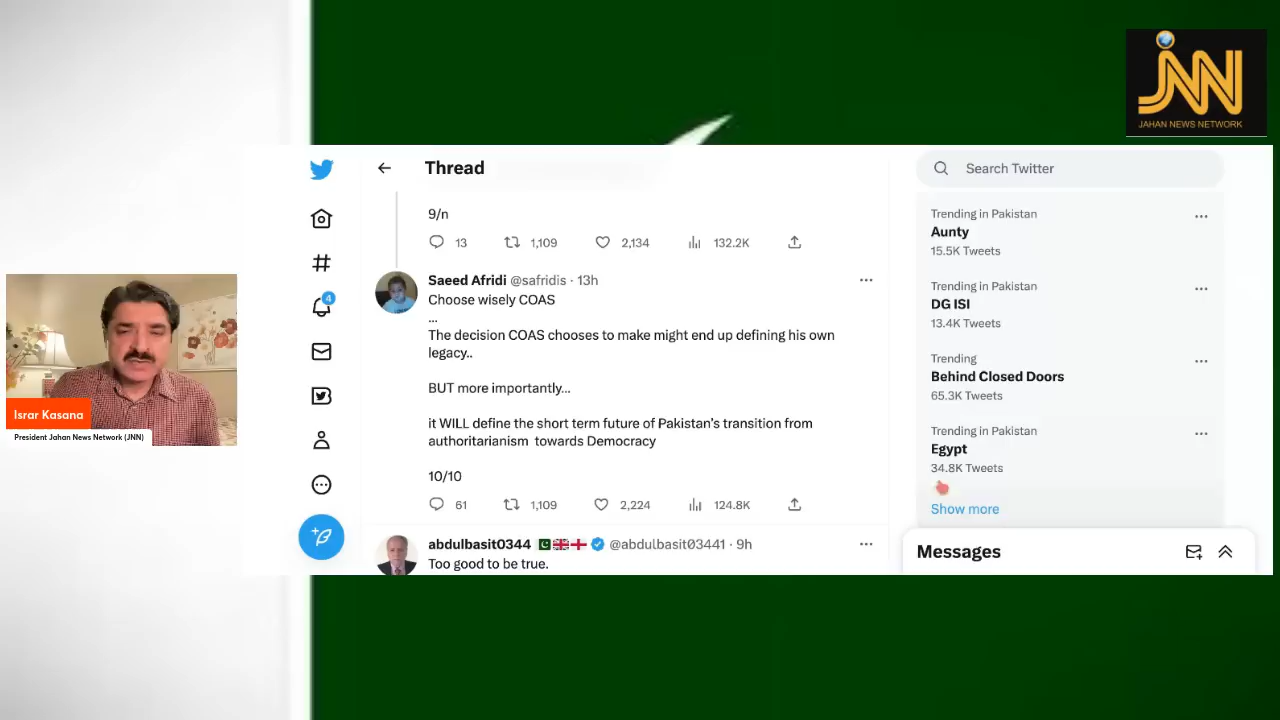 JNN
JAHAN NEWS NETWORK
Thread
Search Twitter
9/n
13 1,109 2,134 132.2K
Saeed Afridi @safridis · 13h
Choose wisely COAS
...
The decision COAS chooses to make might end up defining his own
legacy..
BUT more importantly...
it WILL define the short term future of Pakistan's transition from
authoritarianism towards Democracy
10/10
61 1,109 2,224 124.8K
abdulbasit0344 @abdulbasit03441 · 9h
Too good to be true.
4
Trending in Pakistan
Aunty
15.5K Tweets
Trending in Pakistan
DG ISI
13.4K Tweets
Trending
Behind Closed Doors
65.3K Tweets
Trending in Pakistan
Egypt
34.8K Tweets
Show more
Messages
Israr Kasana
President Jahan News Network (JNN)